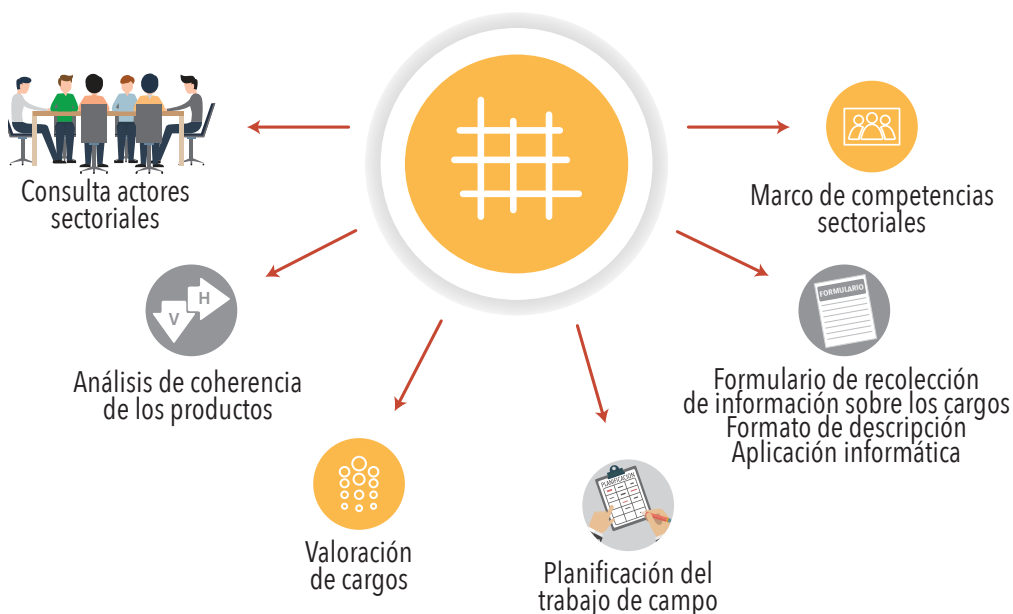 Consulta actores
sectoriales
Marco de competencias
sectoriales
V
H
Análisis de coherencia
de los productos
FORMULARIO
Formulario de recolección
de información sobre los cargos
Formato de descripción
Aplicación informática
Valoración
de cargos
PLANIFICACIÓN
Planificación del
trabajo de campo